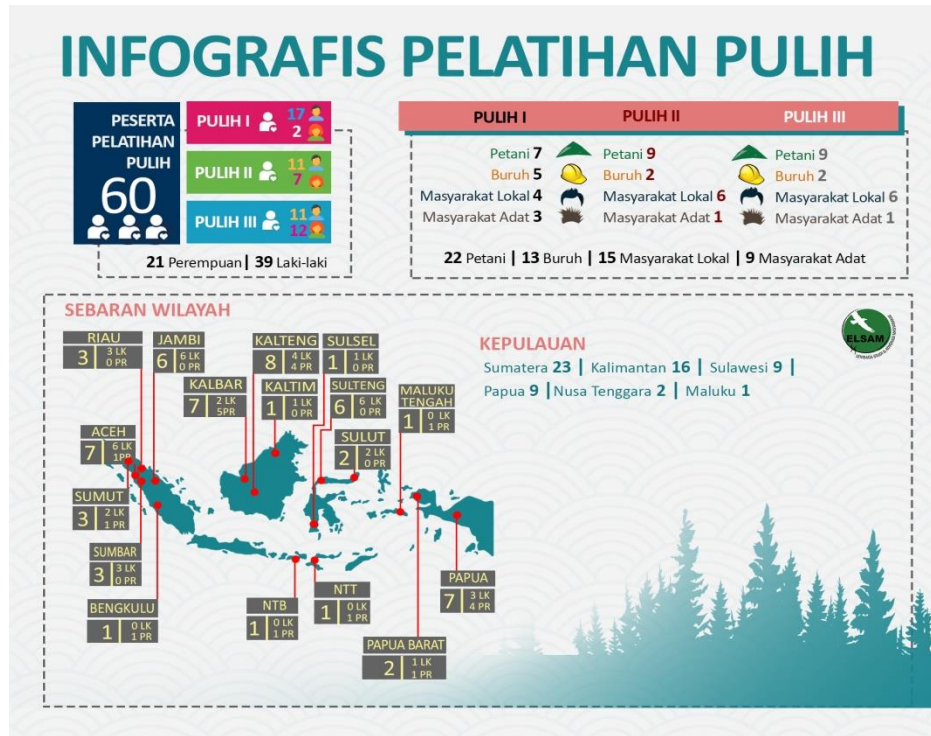 INFOGRAFIS PELATIHAN PULIH
PESERTA
PELATIHAN
PULIH
60
PULIH I 17
2
PULIH II 11
7
PULIH III 11
12
21 Perempuan | 39 Laki-laki
PULIH I PULIH II PULIH III
Petani 7 Petani 9 Petani 9
Buruh 5 Buruh 2 Buruh 2
Masyarakat Lokal 4 Masyarakat Lokal 6 Masyarakat Lokal 6
Masyarakat Adat 3 Masyarakat Adat 1 Masyarakat Adat 1
22 Petani | 13 Buruh | 15 Masyarakat Lokal | 9 Masyarakat Adat
SEBARAN WILAYAH
RIAU
3 3 LK
0 PR
JAMBI
6 6 LK
0 PR
KALTENG
8 4 LK
4 PR
SULSEL
1 1 LK
0 PR
KALBAR
7 2 LK
5PR
KALTIM
1 1 LK
0 PR
SULTENG
6 6 LK
0 PR
MALUKU
TENGAH
1 0 LK
1 PR
ACEH
7 6 LK
1PR
SULUT
2 2 LK
0 PR
SUMUT
3 2 LK
1 PR
SUMBAR
3 3 LK
0 PR
BENGKULU
1 0 LK
1 PR
NTB
1 0 LK
1 PR
NTT
1 0 LK
1 PR
PAPUA
7 3 LK
4 PR
PAPUA BARAT
2 1 LK
1 PR
KEPULAUAN
Sumatera 23 | Kalimantan 16 | Sulawesi 9 |
Papua 9 | Nusa Tenggara 2 | Maluku 1
ELSAM